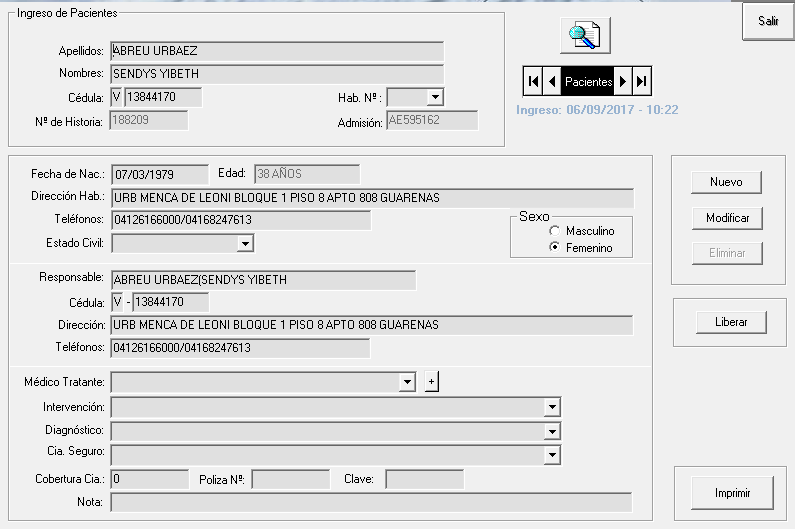 Ingreso de Pacientes
Salir
Apellidos: ABREU URBAEZ
Nombres: SENDYS YIBETH
Pacientes
Cédula: V 13844170 Hab. Nº :
Ingreso: 06/09/2017 - 10:22
Nº de Historia: 188209 Admisión: AE595162
Fecha de Nac.: 07/03/1979 Edad: 38 AÑOS
Nuevo
Dirección Hab.: URB MENCA DE LEONI BLOQUE 1 PISO 8 APTO 808 GUARENAS
Teléfonos: 04126166000/04168247613
Sexo
Modificar
Masculino
Estado Civil:
Femenino
Eliminar
Responsable: ABREU URBAEZ(SENDYS YIBETH
Cédula: V - 13844170
Dirección: URB MENCA DE LEONI BLOQUE 1 PISO 8 APTO 808 GUARENAS
Liberar
Teléfonos: 04126166000/04168247613
Médico Tratante: +
Intervención:
Diagnóstico:
Cia. Seguro:
Cobertura Cia.: 0 Poliza Nº: Clave:
Imprimir
Nota: